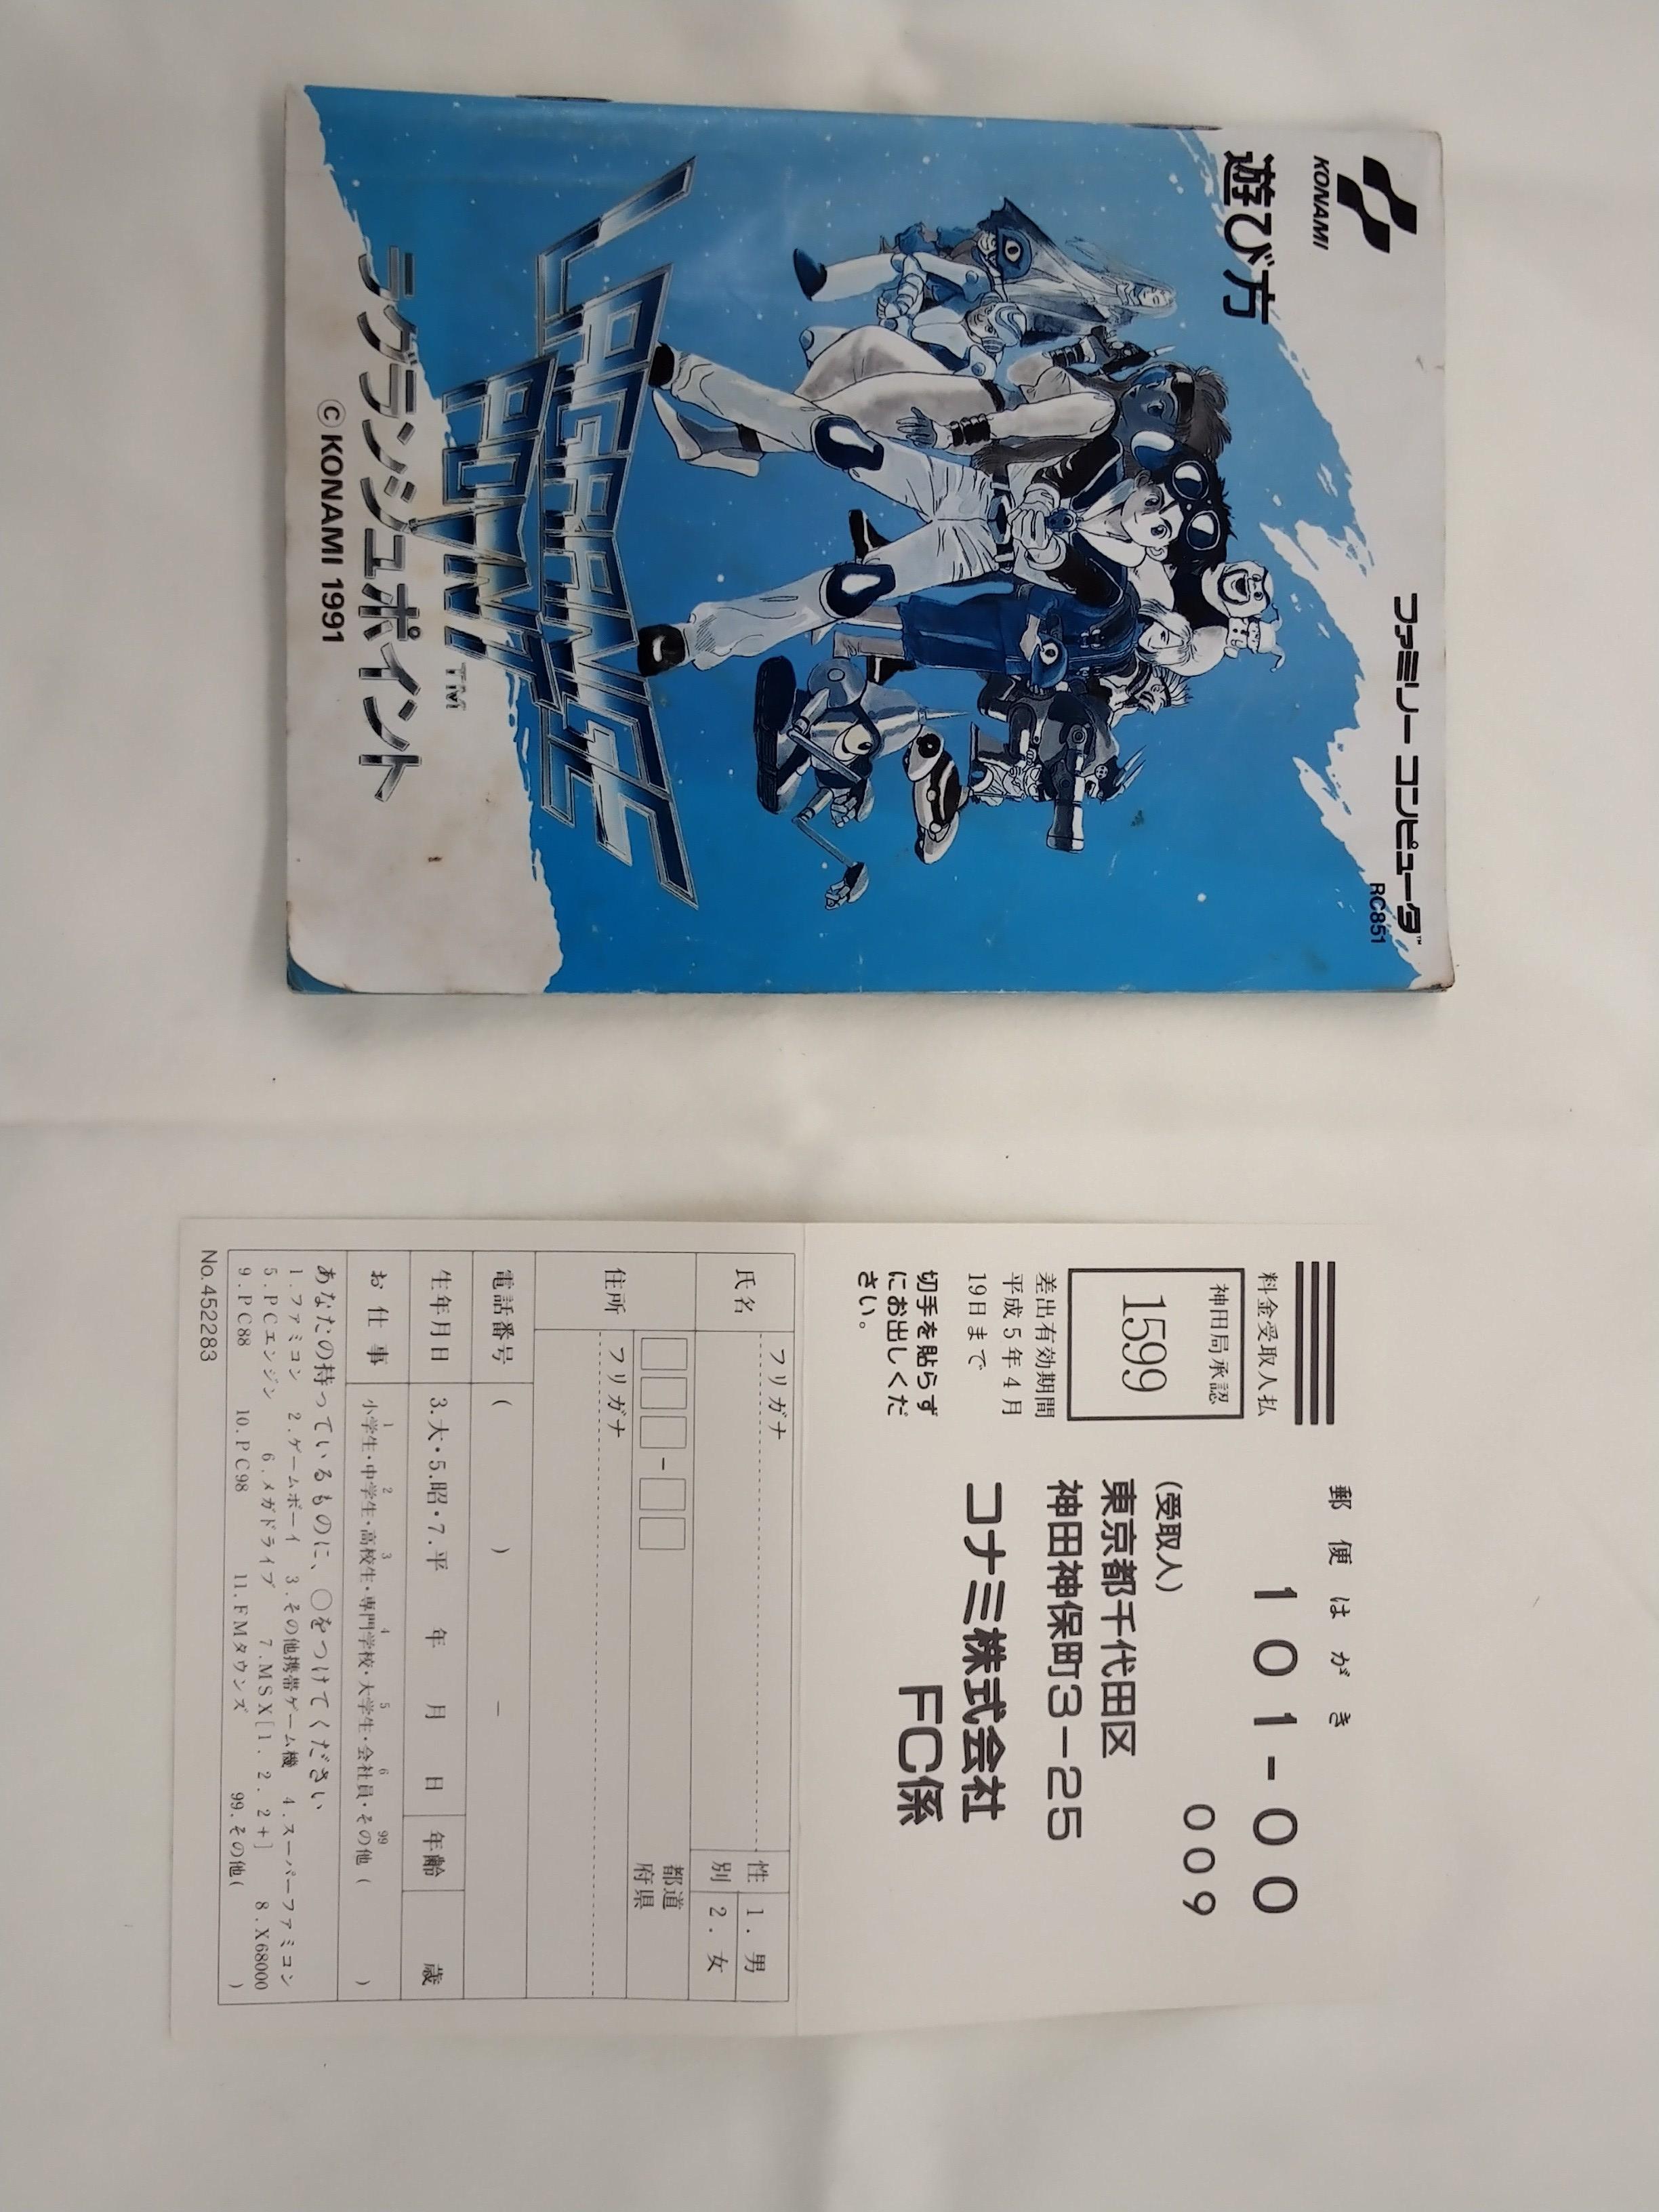 KONAMI
ファミリー コンピュータ™
RC851
遊び方
LAGRANGE
POINT™
ラグランジュポイント
© KONAMI 1991
郵便はがき
101-00
009
料金受取人払
神田局承認
1599
差出有効期間
平成5年4月
19日まで
切手を貼らず
にお出しくだ
さい。
(受取人)
東京都千代田区
神田神保町3-25
コナミ株式会社
FC係
フリガナ
氏名
性別
1. 男
2. 女
-
都道
府県
住所
フリガナ
電話番号 ( ) -
生年月日 3.大・5.昭・7.平 年 月 日 年齢 歳
お仕事 1小学生・2中学生・3高校生・4専門学校・5大学生・6会社員・99その他( )
あなたの持っているものに、○をつけてください
1.ファミコン 2.ゲームボーイ 3.その他携帯ゲーム機 4.スーパーファミコン
5.PCエンジン 6.メガドライブ 7.MSX[1. 2. 2+] 8.X68000
9.PC88 10.PC98 11.FMタウンズ 99.その他( )
No.452283